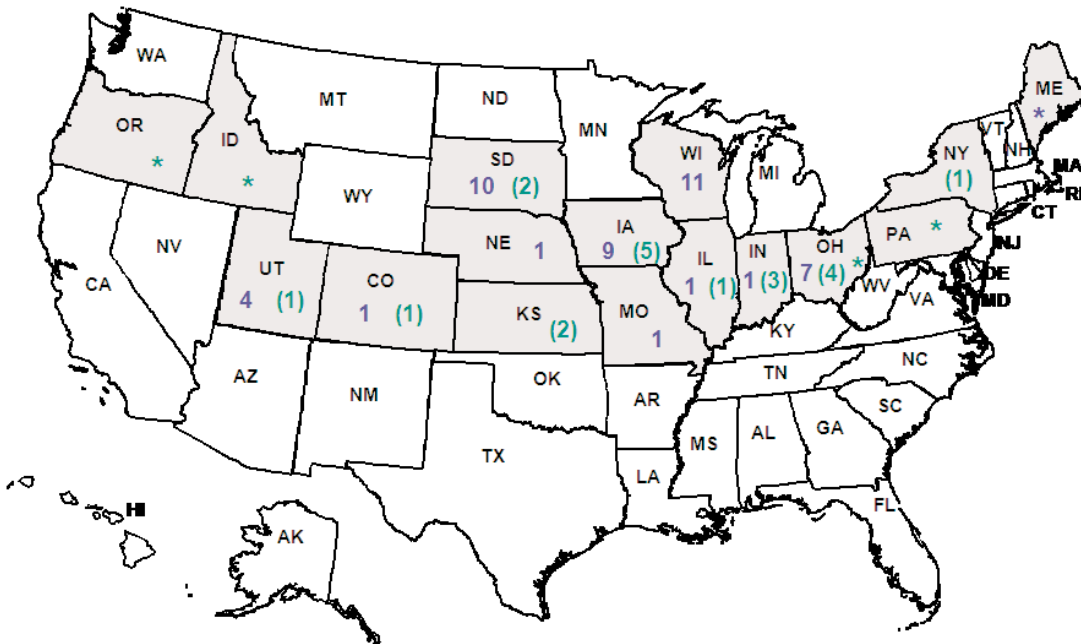 WA
MT
ND
MN
ME
*
VT
NH
OR
*
ID
*
SD
10 (2)
WI
11
MI
NY
(1)
MA
RI
CT
WY
NE 1
IA
9 (5)
PA *
NJ
NV
UT
4 (1)
CO
1 (1)
IL
1 (1)
IN
1 (3)
OH
7 (4) *
WV
DE
MD
VA
CA
KS
(2)
MO
1
KY
AZ
NM
OK
AR
TN
NC
SC
TX
LA
MS
AL
GA
FL
HI
AK